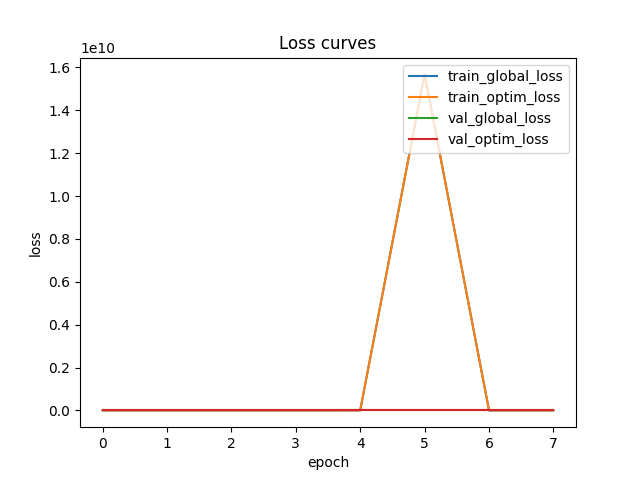 Loss curves
1e10
1.6
1.4
1.2
1.0
0.8
0.6
0.4
0.2
0.0
loss
train_global_loss
train_optim_loss
val_global_loss
val_optim_loss
0 1 2 3 4 5 6 7
epoch